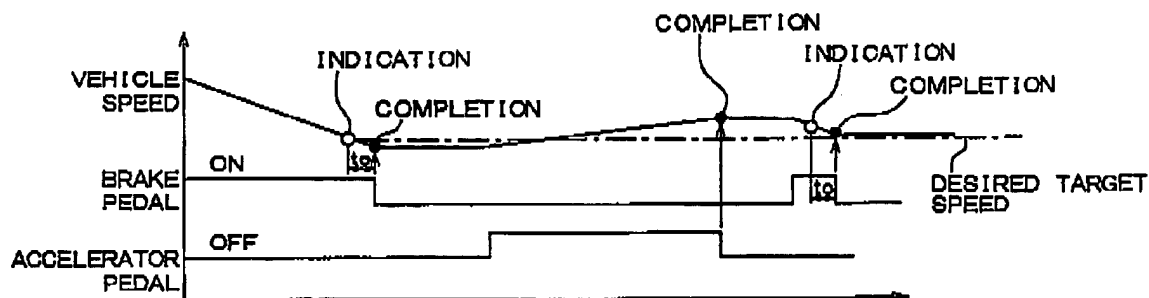 COMPLETION
INDICATION
INDICATION
COMPLETION
VEHICLE
SPEED
COMPLETION
to
ON
BRAKE
PEDAL
to
DESIRED TARGET
SPEED
OFF
ACCELERATOR
PEDAL